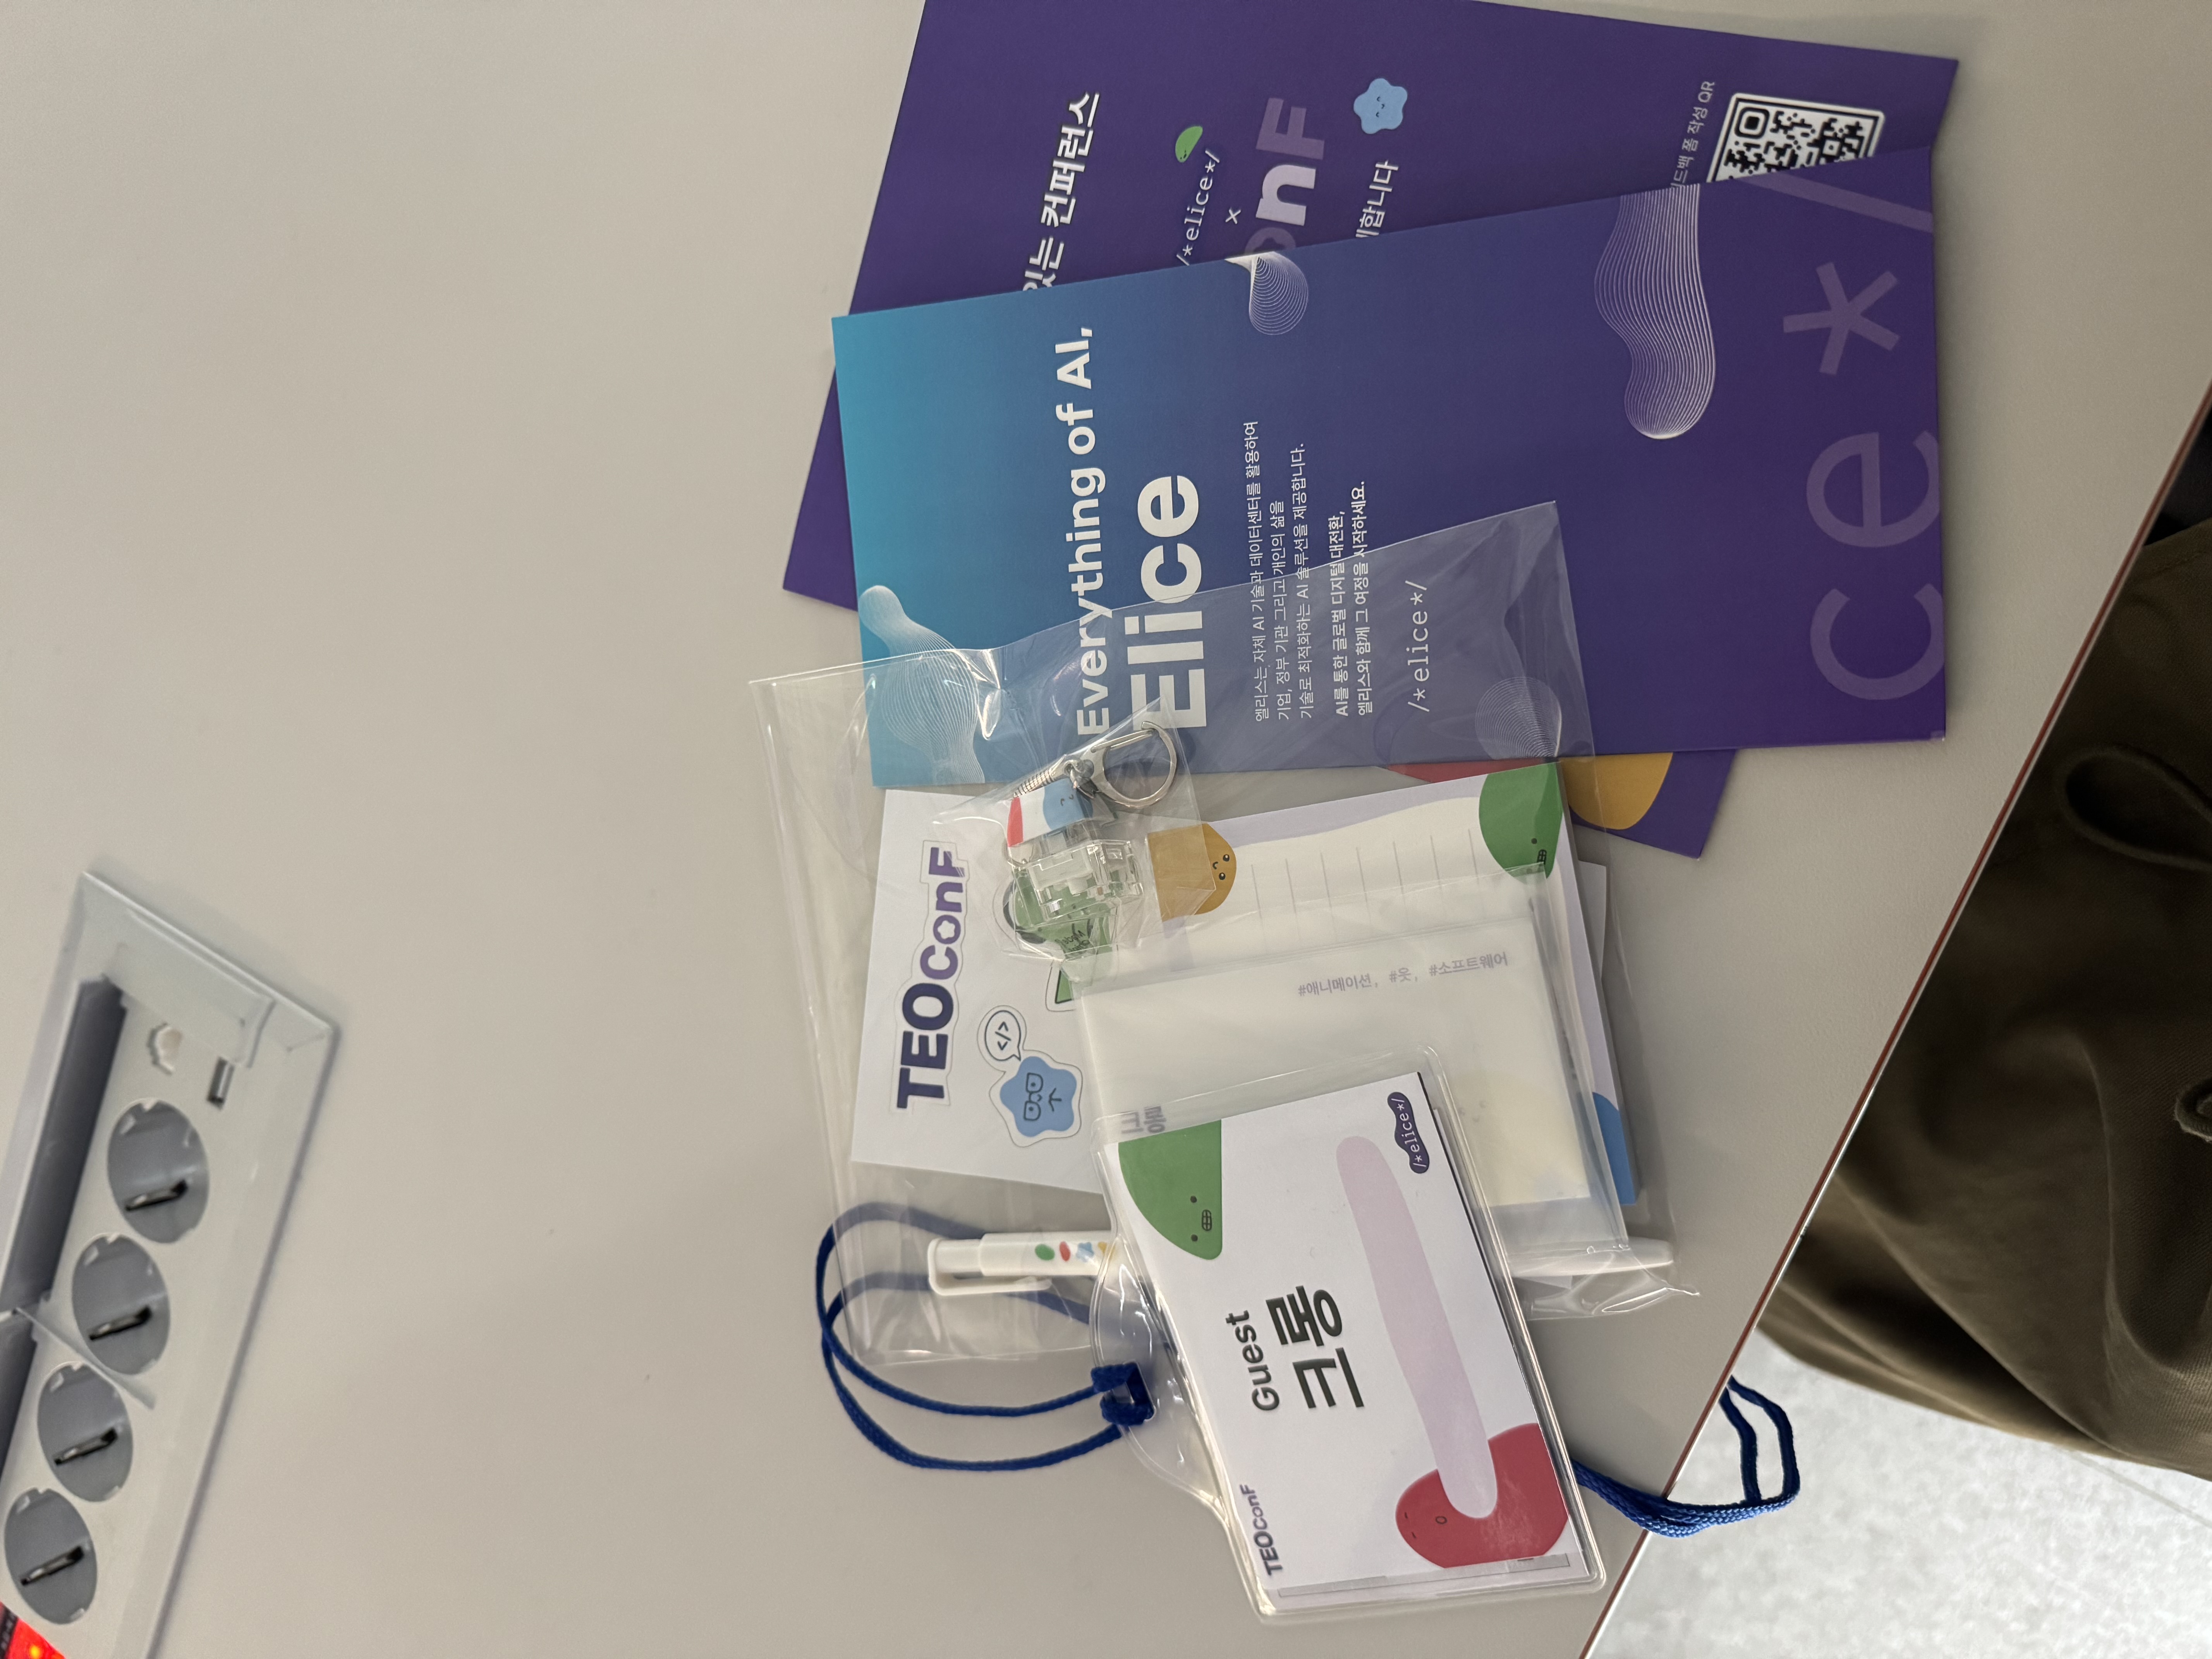 TEOConF
</>
TEOConF
Guest
크롱
/*elice*/
크롱
#애니메이션, #옷, #소프트웨어
Everything of AI,
Elice
엘리스는 자체 AI 기술과 데이터센터를 활용하여
기업, 정부 기관 그리고 개인의 삶을
기술로 최적화하는 AI 솔루션을 제공합니다.
AI를 통한 글로벌 디지털 대전환,
엘리스와 함께 그 여정을 시작하세요.
/*elice*/
ce*/
있는 컨퍼런스
/*elice*/
×
onF
합니다
드백 폼 작성 QR